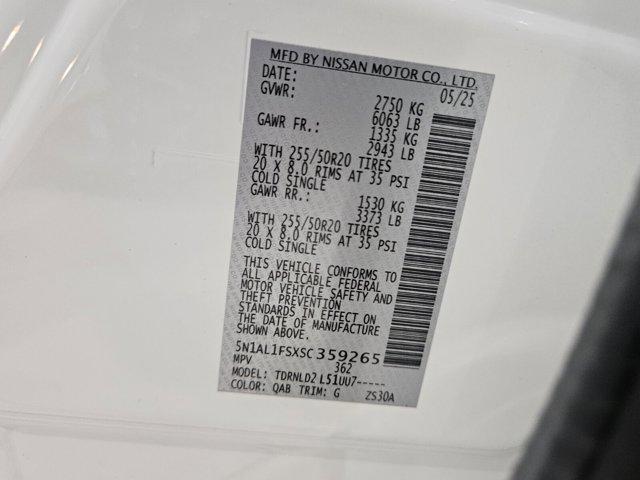 MFD BY NISSAN MOTOR CO., LTD.
DATE: 05/25
GVWR: 2750 KG
6063 LB
GAWR FR.: 1335 KG
2943 LB
WITH 255/50R20 TIRES
20 X 8.0 RIMS AT 35 PSI
COLD SINGLE
GAWR RR.: 1530 KG
3373 LB
WITH 255/50R20 TIRES
20 X 8.0 RIMS AT 35 PSI
COLD SINGLE
THIS VEHICLE CONFORMS TO
ALL APPLICABLE FEDERAL
MOTOR VEHICLE SAFETY AND
THEFT PREVENTION
STANDARDS IN EFFECT ON
THE DATE OF MANUFACTURE
SHOWN ABOVE.
5N1AL1FSXSC359265
MPV 362
MODEL: TDRNLD2 L51UU7-----
COLOR: QAB TRIM: G ZS30A